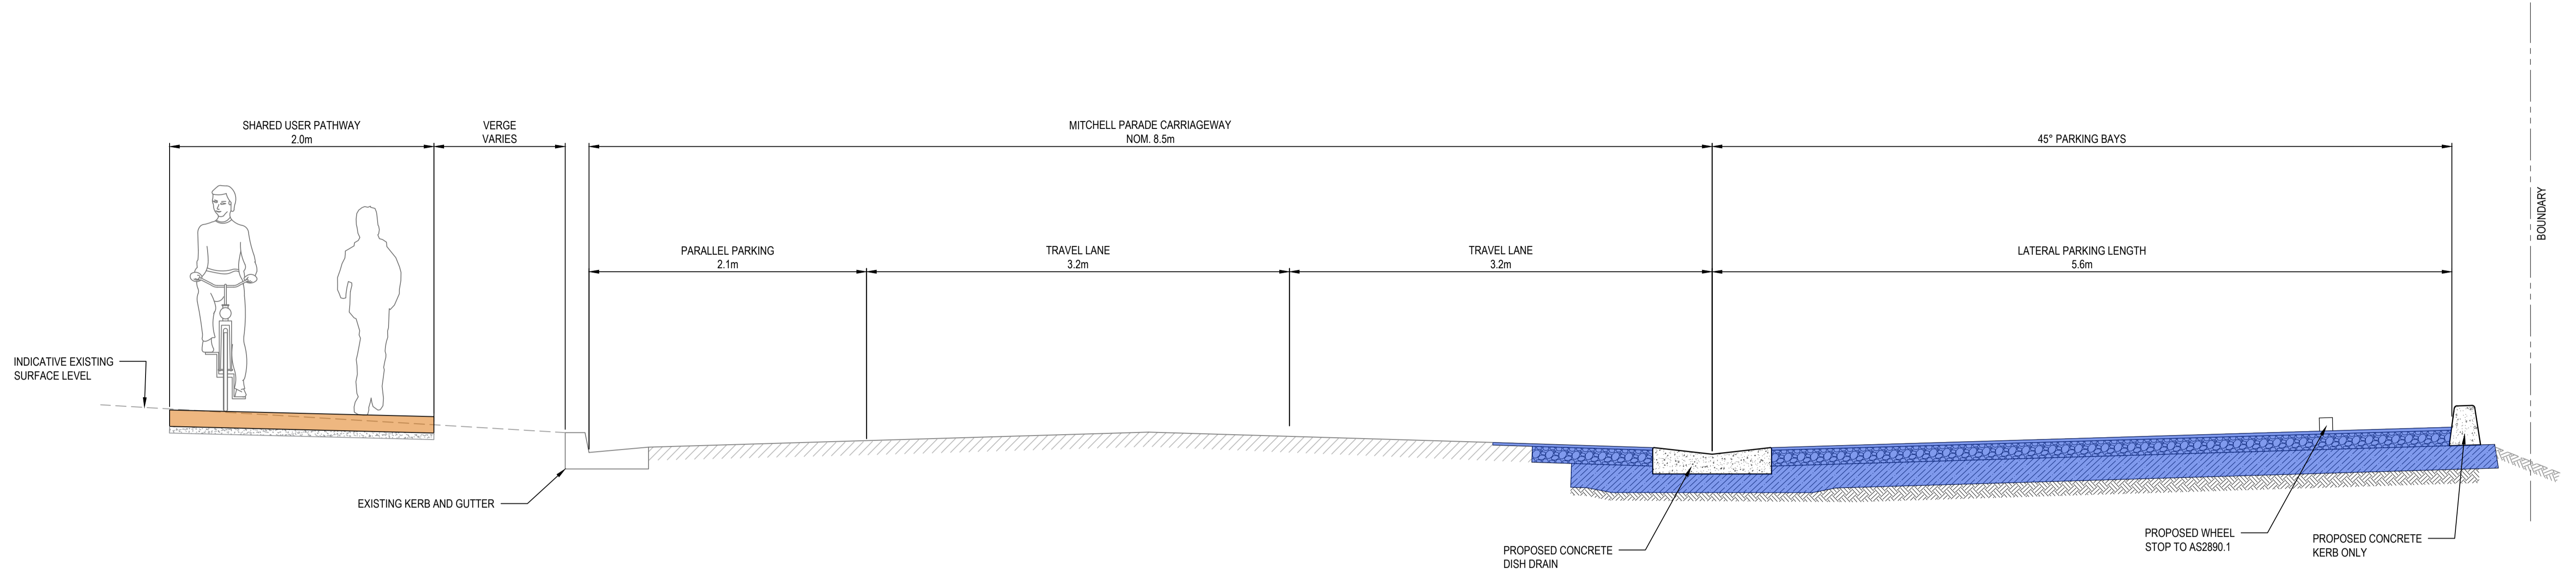 SHARED USER PATHWAY
2.0m
VERGE
VARIES
MITCHELL PARADE CARRIAGEWAY
NOM. 8.5m
45° PARKING BAYS
BOUNDARY
PARALLEL PARKING
2.1m
TRAVEL LANE
3.2m
TRAVEL LANE
3.2m
LATERAL PARKING LENGTH
5.6m
INDICATIVE EXISTING
SURFACE LEVEL
EXISTING KERB AND GUTTER
PROPOSED CONCRETE
DISH DRAIN
PROPOSED WHEEL
STOP TO AS2890.1
PROPOSED CONCRETE
KERB ONLY